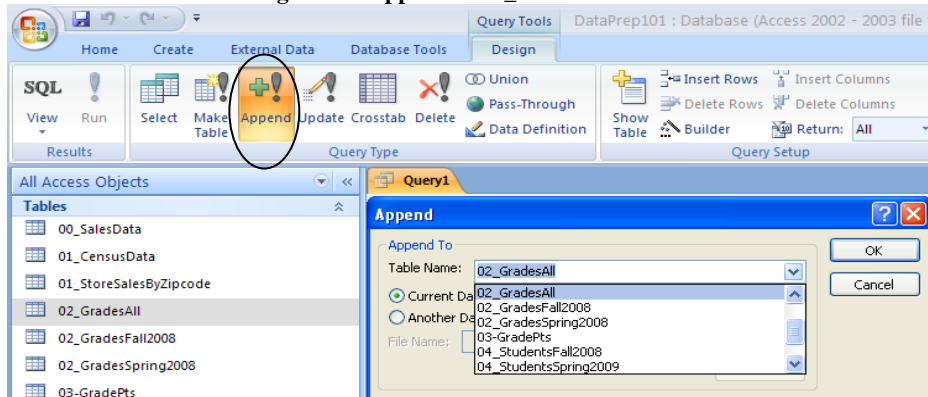 Query Tools DataPrep101 : Database (Access 2002 - 2003 file
Home Create External Data Database Tools Design
SQL
View
Run
Select
Make
Table
Append
Update
Crosstab
Delete
Union
Pass-Through
Data Definition
Show
Table
Insert Rows
Delete Rows
Builder
Insert Columns
Delete Columns
Return: All
Results Query Type Query Setup
All Access Objects
Tables
00_SalesData
01_CensusData
01_StoreSalesByZipcode
02_GradesAll
02_GradesFall2008
02_GradesSpring2008
03-GradePts
Query1
Append
Append To
Table Name: 02_GradesAll
Current Da
Another Da
File Name:
02_GradesAll
02_GradesFall2008
02_GradesSpring2008
03-GradePts
04_StudentsFall2008
04_StudentsSpring2009
OK
Cancel